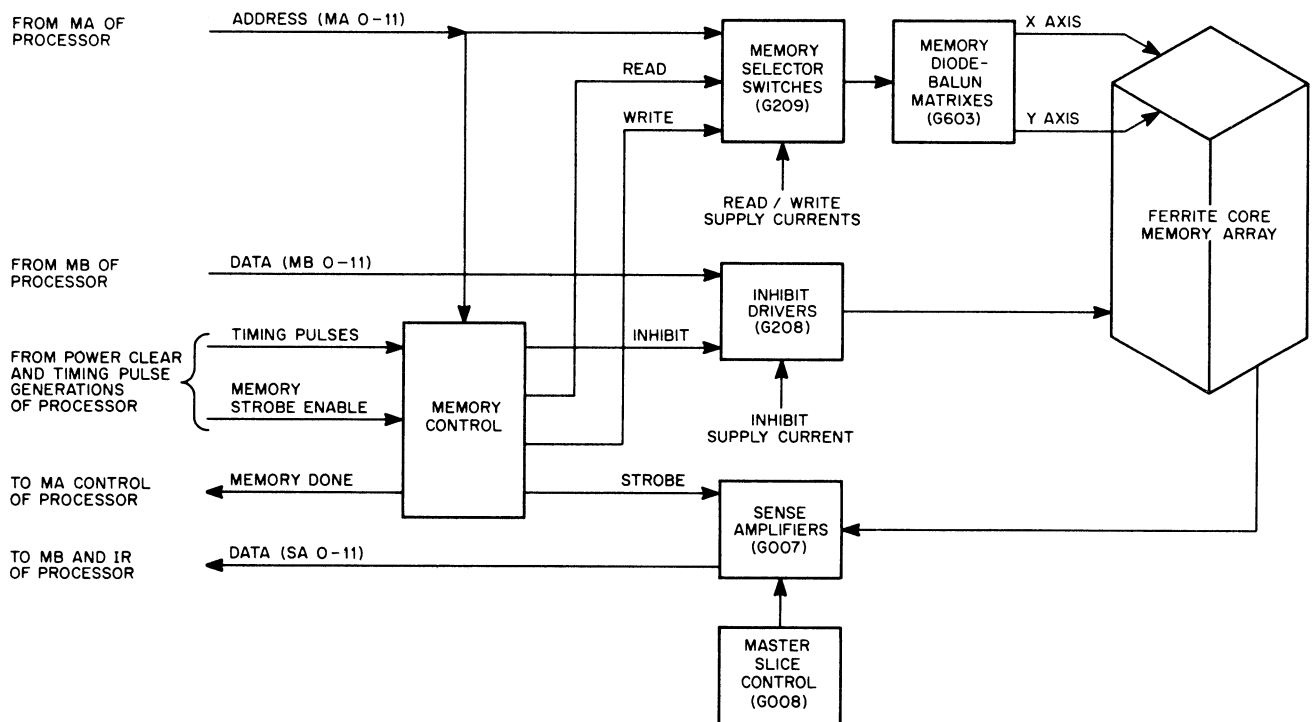 FROM MA OF
PROCESSOR
ADDRESS (MA 0-11)
READ
WRITE
MEMORY
SELECTOR
SWITCHES
(G209)
MEMORY
DIODE-
BALUN
MATRIXES
(G603)
X AXIS
Y AXIS
READ / WRITE
SUPPLY CURRENTS
FERRITE CORE
MEMORY ARRAY
FROM MB OF
PROCESSOR
DATA (MB 0-11)
INHIBIT
DRIVERS
(G208)
FROM POWER CLEAR
AND TIMING PULSE
GENERATIONS
OF PROCESSOR
TIMING PULSES
MEMORY
STROBE ENABLE
MEMORY
CONTROL
INHIBIT
INHIBIT
SUPPLY CURRENT
TO MA CONTROL
OF PROCESSOR
MEMORY DONE
STROBE
SENSE
AMPLIFIERS
(G007)
TO MB AND IR
OF PROCESSOR
DATA (SA 0-11)
MASTER
SLICE
CONTROL
(G008)